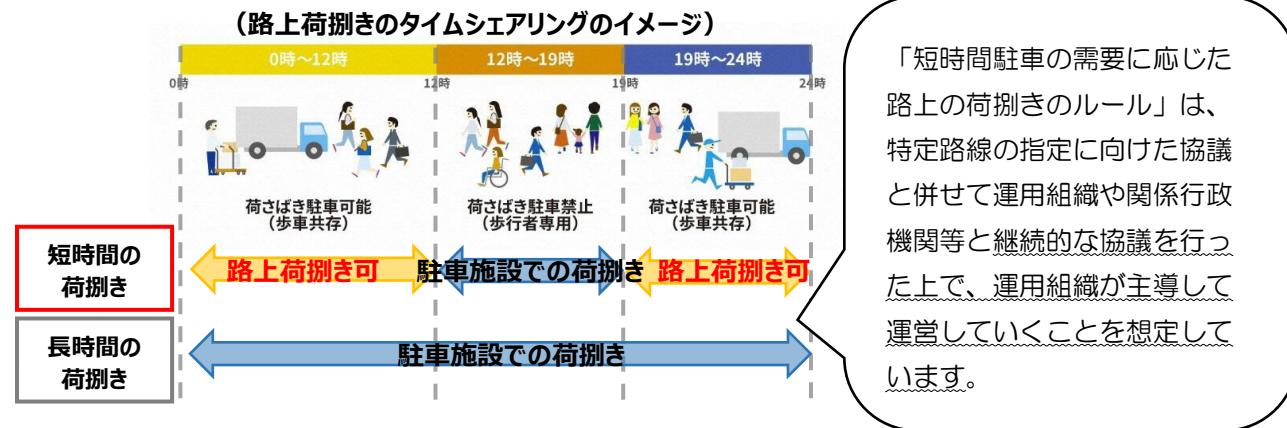 （路上荷捌きのタイムシェアリングのイメージ）
0時～12時
12時～19時
19時～24時
0時
12時
19時
24時
荷さばき駐車可能
（歩車共存）
荷さばき駐車禁止
（歩行者専用）
荷さばき駐車可能
（歩車共存）
短時間の
荷捌き
路上荷捌き可
駐車施設での荷捌き
路上荷捌き可
長時間の
荷捌き
駐車施設での荷捌き
「短時間駐車の需要に応じた
路上の荷捌きのルール」は、
特定路線の指定に向けた協議
と併せて運用組織や関係行政
機関等と継続的な協議を行っ
た上で、運用組織が主導して
運営していくことを想定して
います。